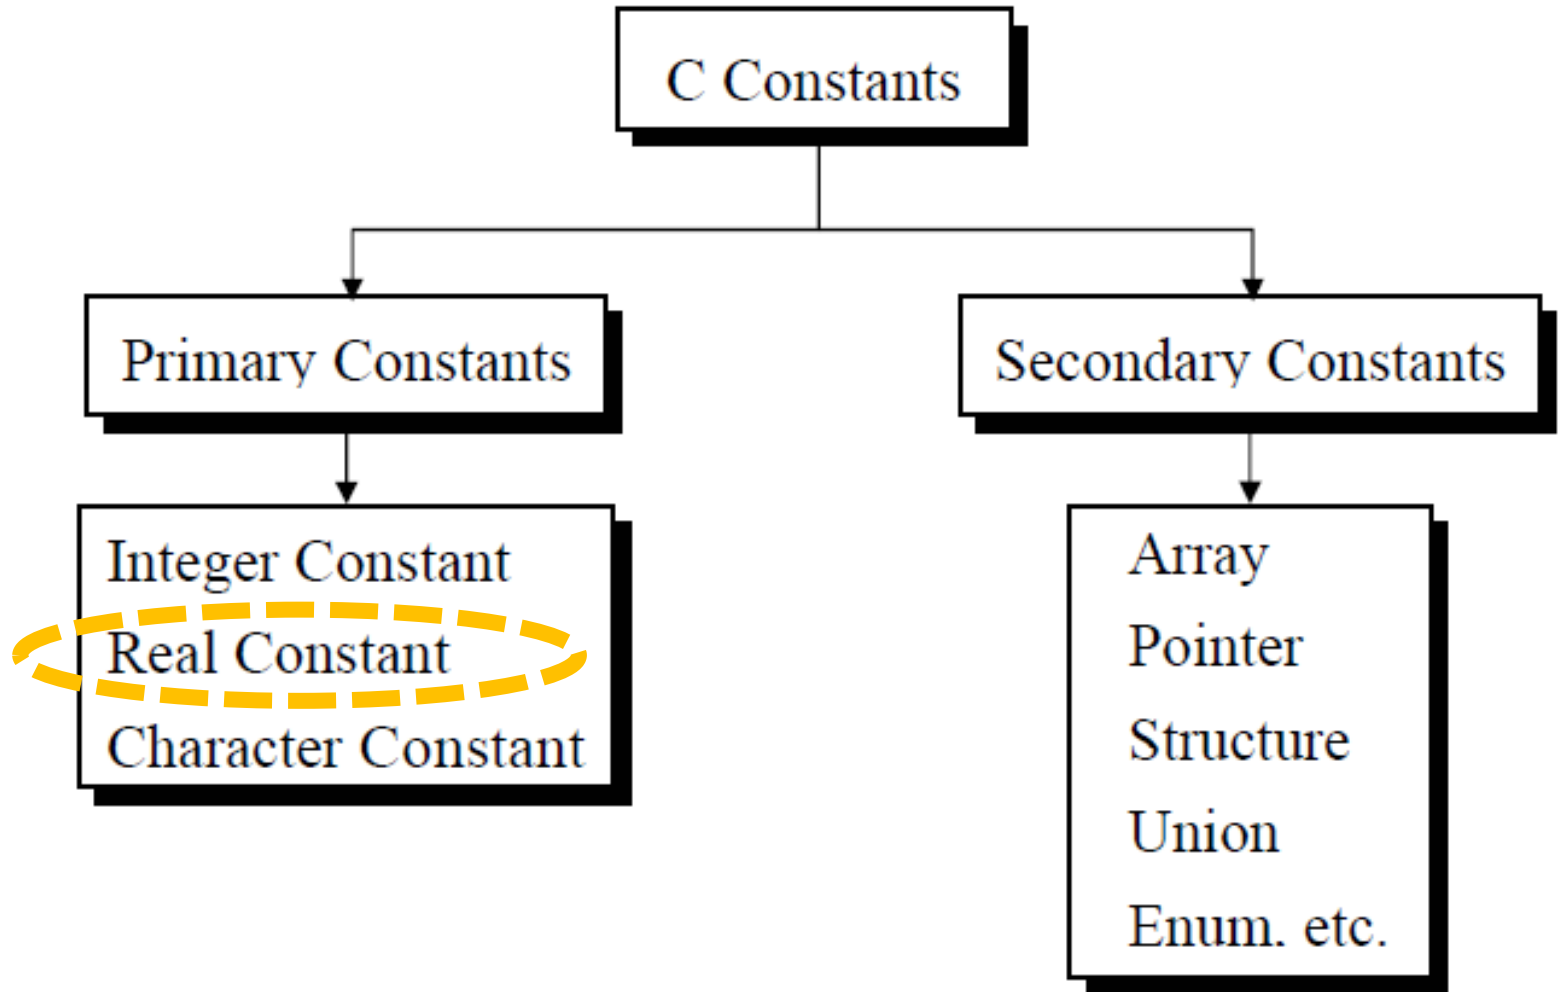 C Constants
Primary Constants
Secondary Constants
Integer Constant
Real Constant
Character Constant
Array
Pointer
Structure
Union
Enum. etc.